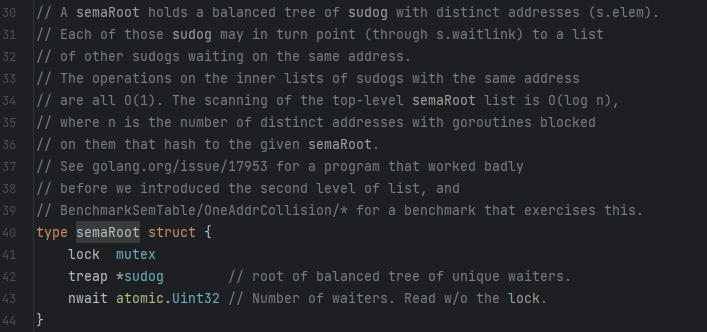 30 // A semaRoot holds a balanced tree of sudog with distinct addresses (s.elem).
31 // Each of those sudog may in turn point (through s.waitlink) to a list
32 // of other sudogs waiting on the same address.
33 // The operations on the inner lists of sudogs with the same address
34 // are all O(1). The scanning of the top-level semaRoot list is O(log n),
35 // where n is the number of distinct addresses with goroutines blocked
36 // on them that hash to the given semaRoot.
37 // See golang.org/issue/17953 for a program that worked badly
38 // before we introduced the second level of list, and
39 // BenchmarkSemTable/OneAddrCollision/* for a benchmark that exercises this.
40 type semaRoot struct {
41     lock  mutex
42     treap *sudog        // root of balanced tree of unique waiters.
43     nwait atomic.Uint32 // Number of waiters. Read w/o the lock.
44 }